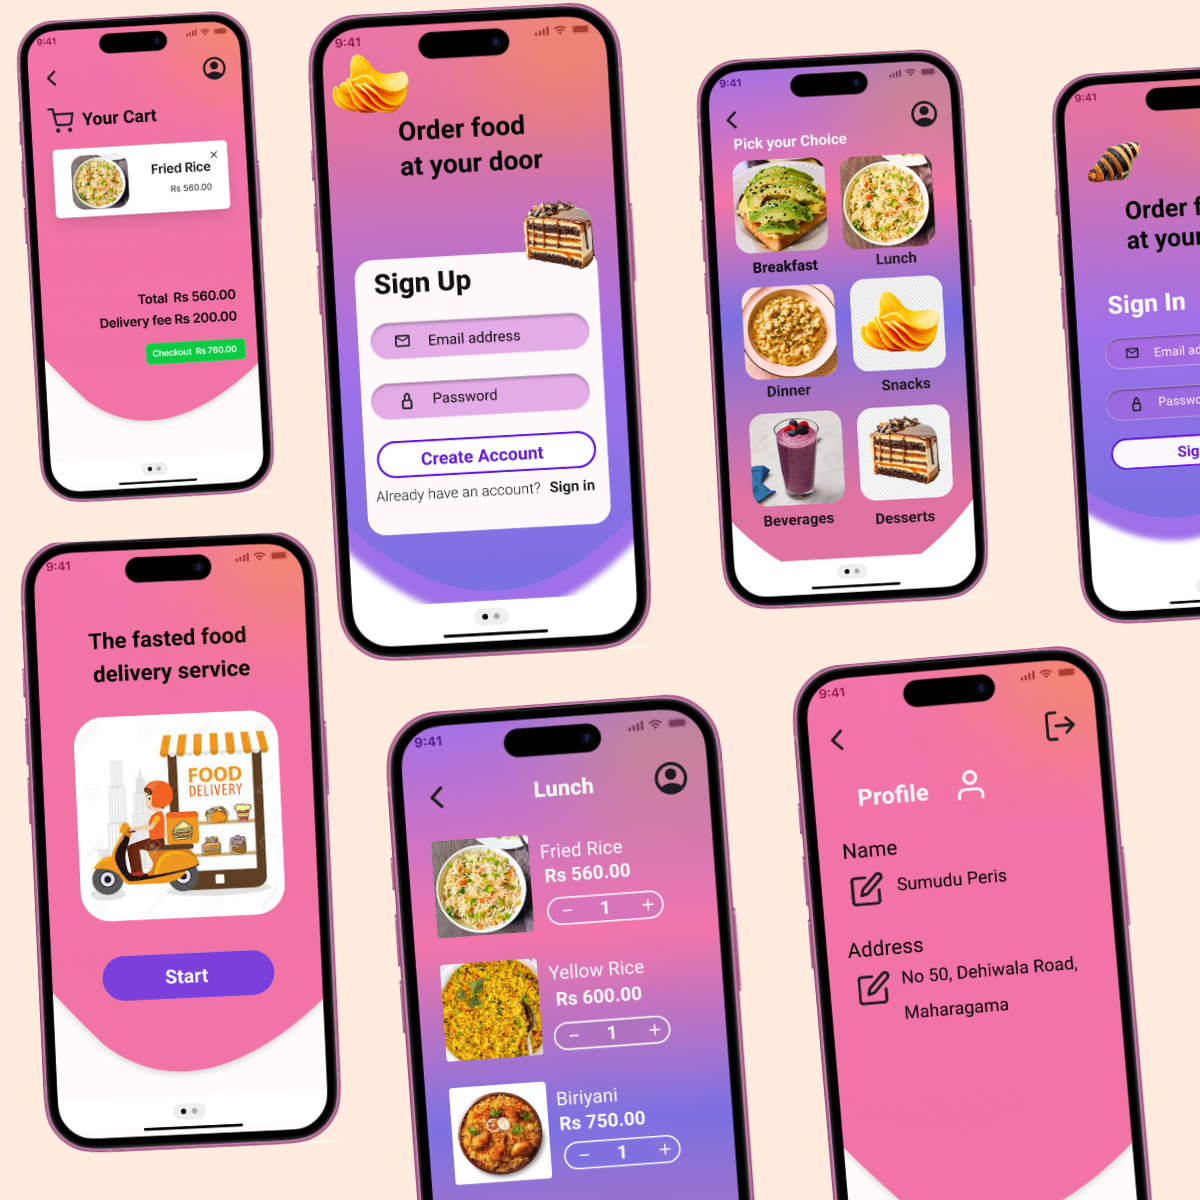 9:41
Your Cart
Fried Rice
Rs 560.00
Total Rs 560.00
Delivery fee Rs 200.00
Checkout Rs 760.00
9:41
Order food
at your door
Sign Up
Email address
Password
Create Account
Already have an account? Sign in
9:41
Pick your Choice
Breakfast
Lunch
Dinner
Snacks
Beverages
Desserts
9:41
Order f
at your
Sign In
Email ad
Passwo
Sig
9:41
The fasted food
delivery service
FOOD
DELIVERY
Start
9:41
Lunch
Fried Rice
Rs 560.00
− 1 +
Yellow Rice
Rs 600.00
− 1 +
Biriyani
Rs 750.00
− 1 +
9:41
Profile
Name
Sumudu Peris
Address
No 50, Dehiwala Road,
Maharagama